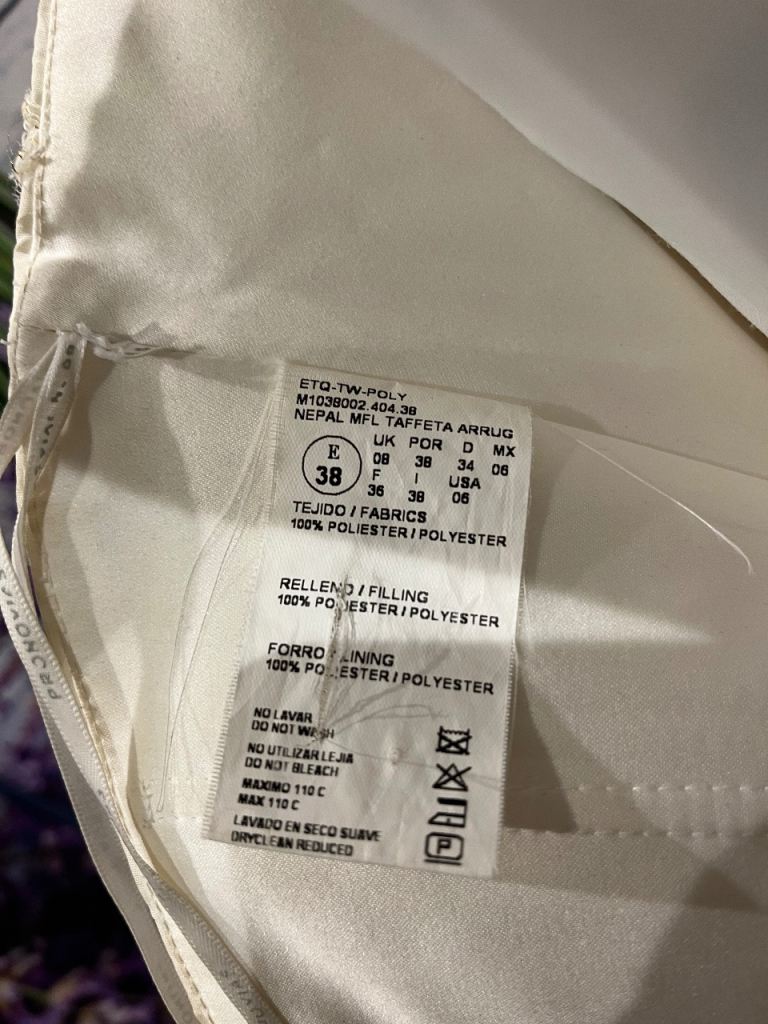 ETQ-TW-POLY
M1038002.404.38
NEPAL MFL TAFFETA ARRUG
E 38
UK POR D MX
08 38 34 06
F I USA
36 38 06
TEJIDO / FABRICS
100% POLIESTER / POLYESTER
RELLENO / FILLING
100% POLIESTER / POLYESTER
FORRO / LINING
100% POLIESTER / POLYESTER
NO LAVAR
DO NOT WASH
NO UTILIZAR LEJIA
DO NOT BLEACH
MAXIMO 110 C
MAX 110 C
LAVADO EN SECO SUAVE
DRYCLEAN REDUCED
P
PRONOVIAS